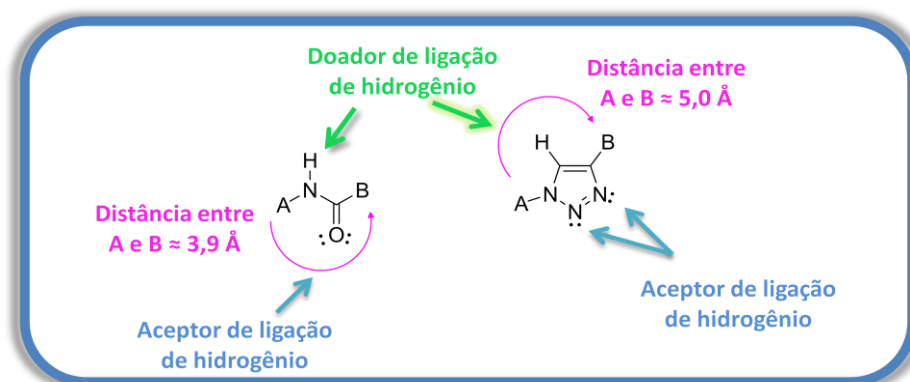 Doador de ligação
de hidrogênio
Distância entre
A e B ≈ 5,0 Å
H
N
A
B
O
H
B
N
N
N
A
Distância entre
A e B ≈ 3,9 Å
Aceptor de ligação
de hidrogênio
Aceptor de ligação
de hidrogênio